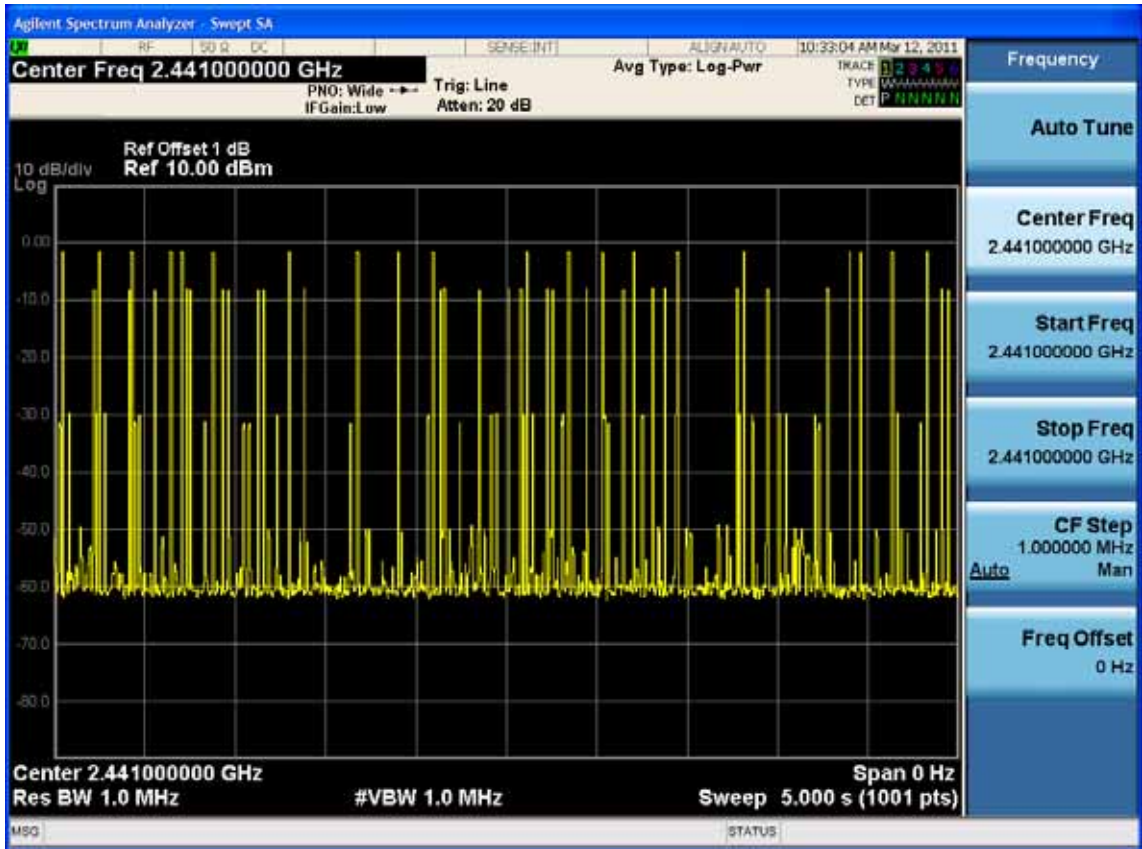 Agilent Spectrum Analyzer - Swept SA
RF 50 Ω DC SENSE:INT ALIGN AUTO 10:33:04 AM Mar 12, 2011
Center Freq 2.441000000 GHz
PNO: Wide
IFGain:Low
Trig: Line
Atten: 20 dB
Avg Type: Log-Pwr
TRACE 1 2 3 4 5 6
TYPE
DET P N N N N N
Ref Offset 1 dB
10 dB/div Ref 10.00 dBm
Log
0.00
-10.0
-20.0
-30.0
-40.0
-50.0
-60.0
-70.0
-80.0
Center 2.441000000 GHz Span 0 Hz
Res BW 1.0 MHz #VBW 1.0 MHz Sweep 5.000 s (1001 pts)
MSG STATUS
Frequency
Auto Tune
Center Freq
2.441000000 GHz
Start Freq
2.441000000 GHz
Stop Freq
2.441000000 GHz
CF Step
1.000000 MHz
Auto Man
Freq Offset
0 Hz